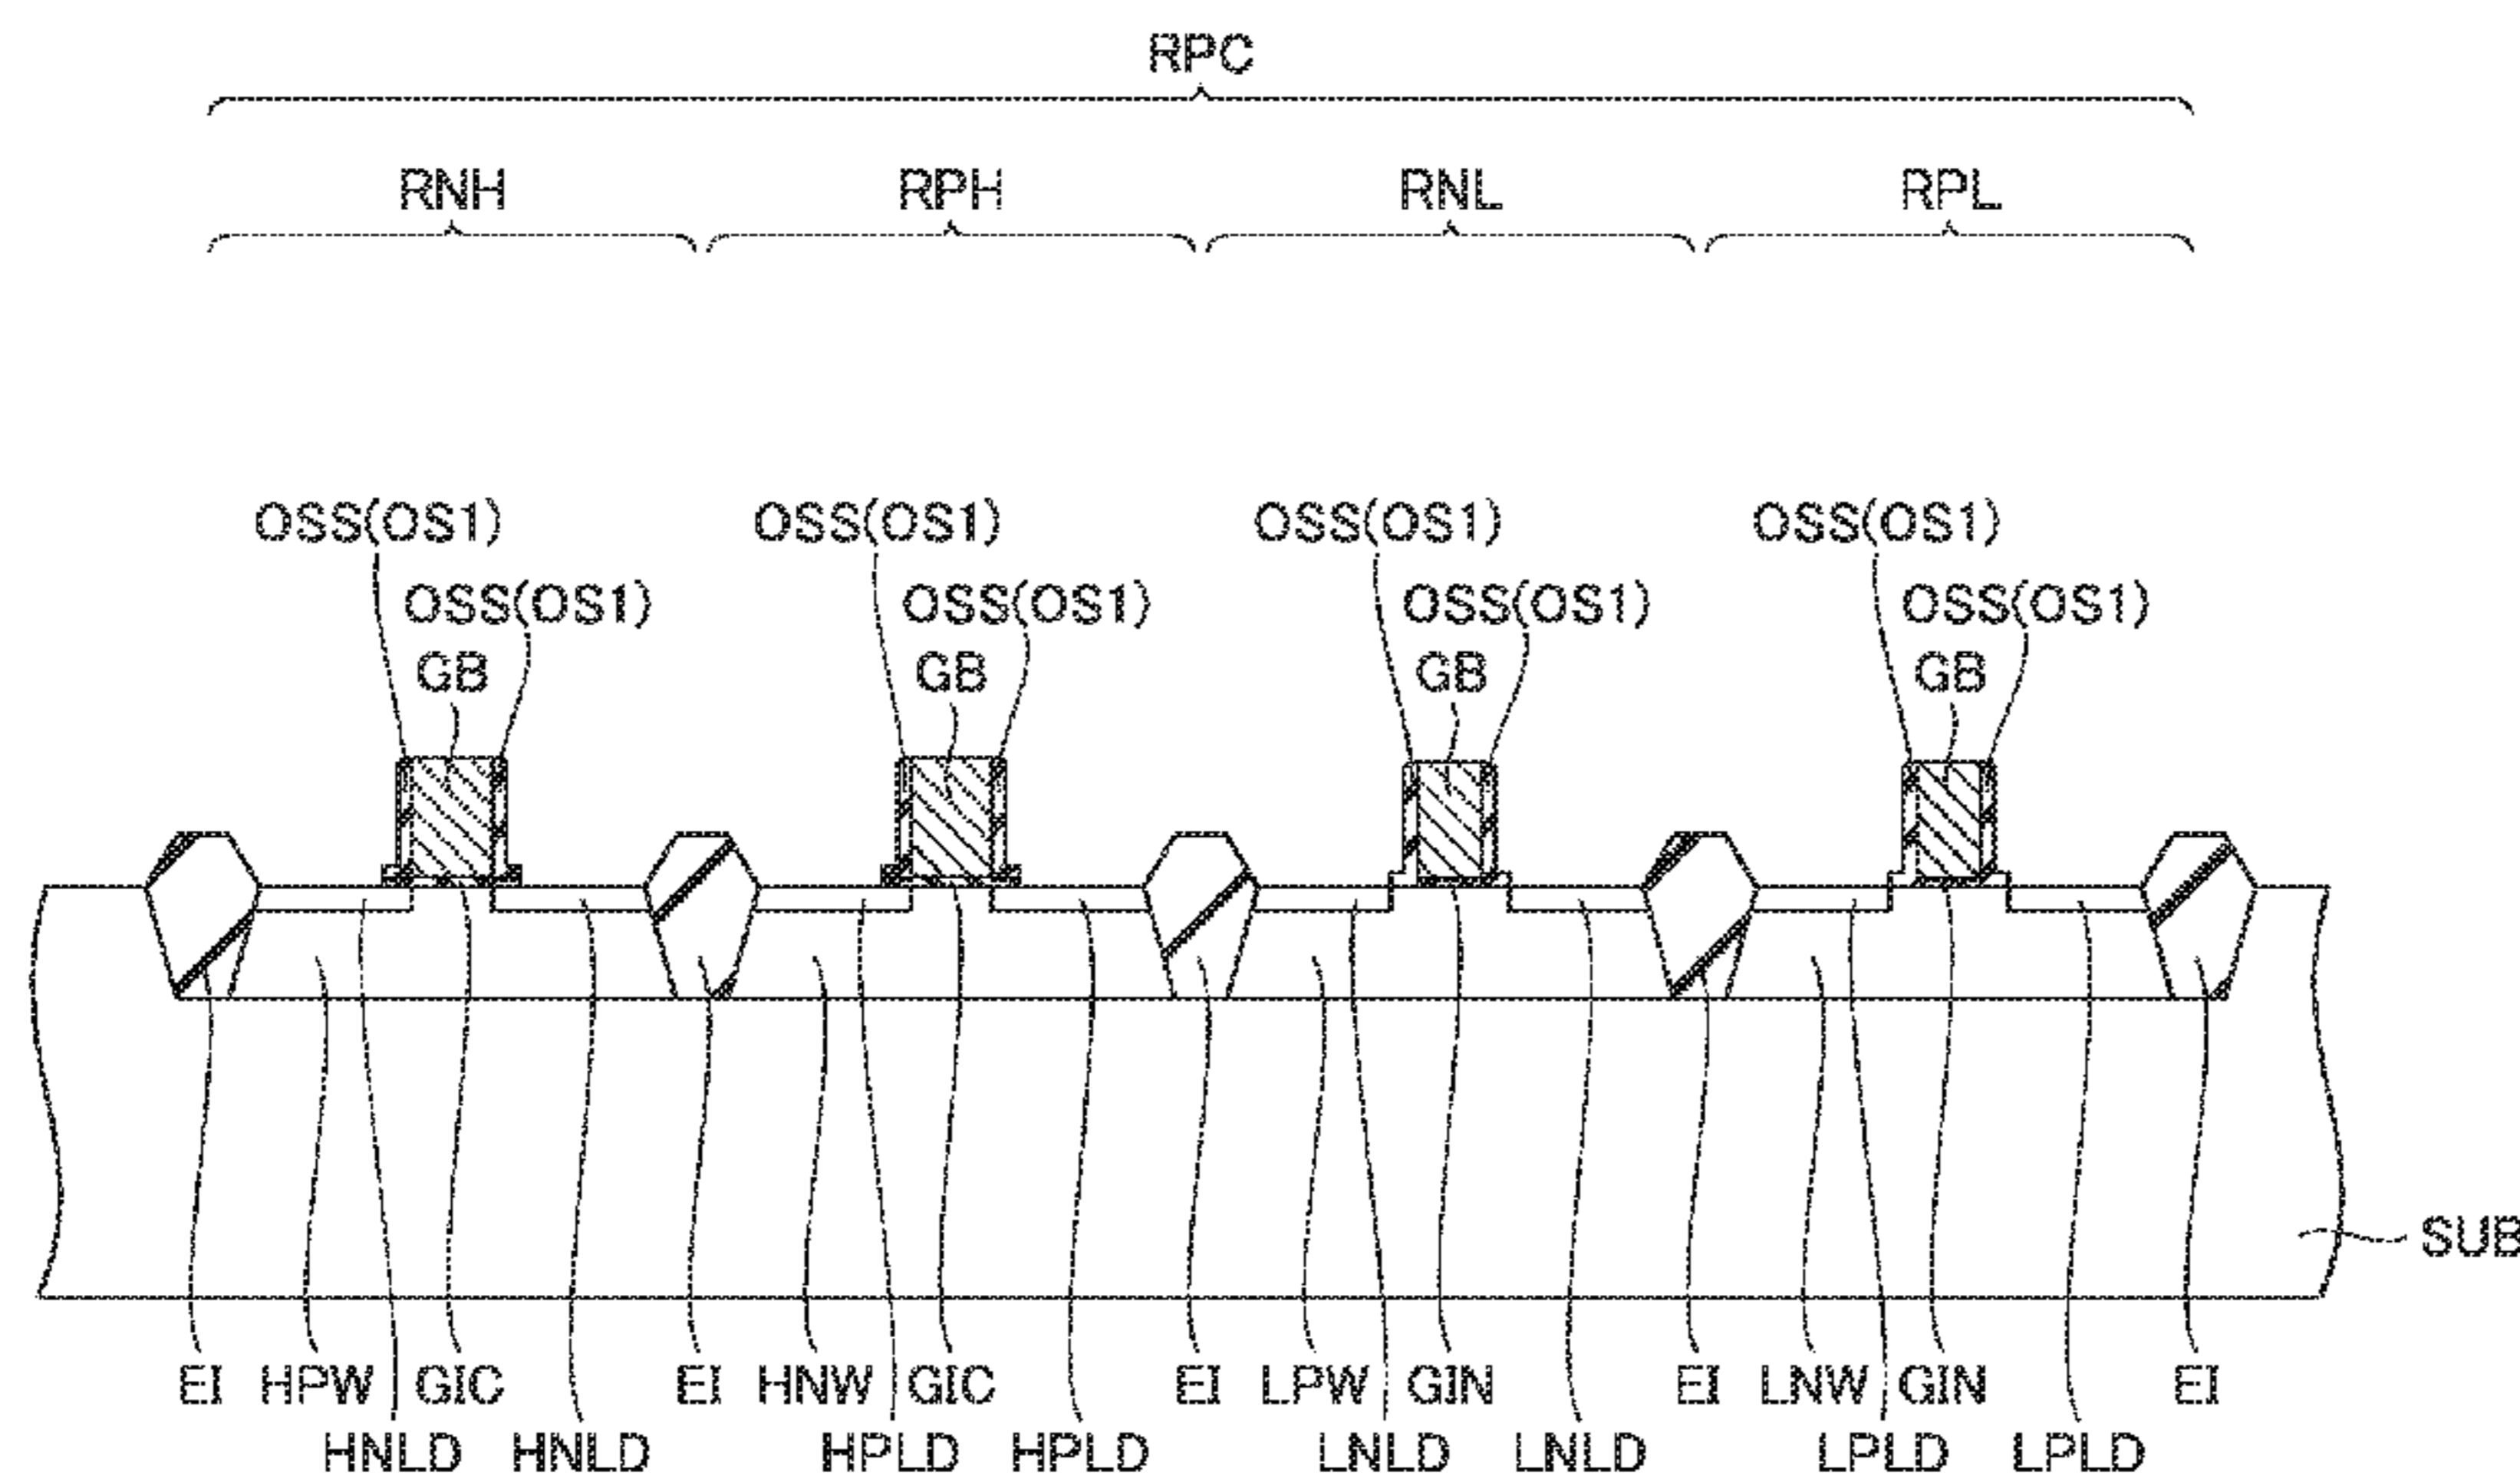 RPC
RNH RPH RNL RPL
OSS(OS1) OSS(OS1) OSS(OS1) OSS(OS1)
OSS(OS1) OSS(OS1) OSS(OS1) OSS(OS1)
GB GB GB GB
SUB
EI HPW GIC EI HNW GIC EI LPW GIN EI LNW GIN EI
HNLD HNLD HPLD HPLD LNLD LNLD LPLD LPLD